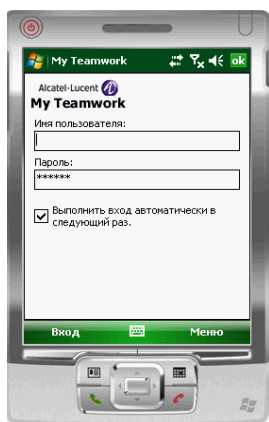 My Teamwork
ok
Alcatel·Lucent
My Teamwork
Имя пользователя:
Пароль:
******
Выполнить вход автоматически в
следующий раз.
Вход Меню